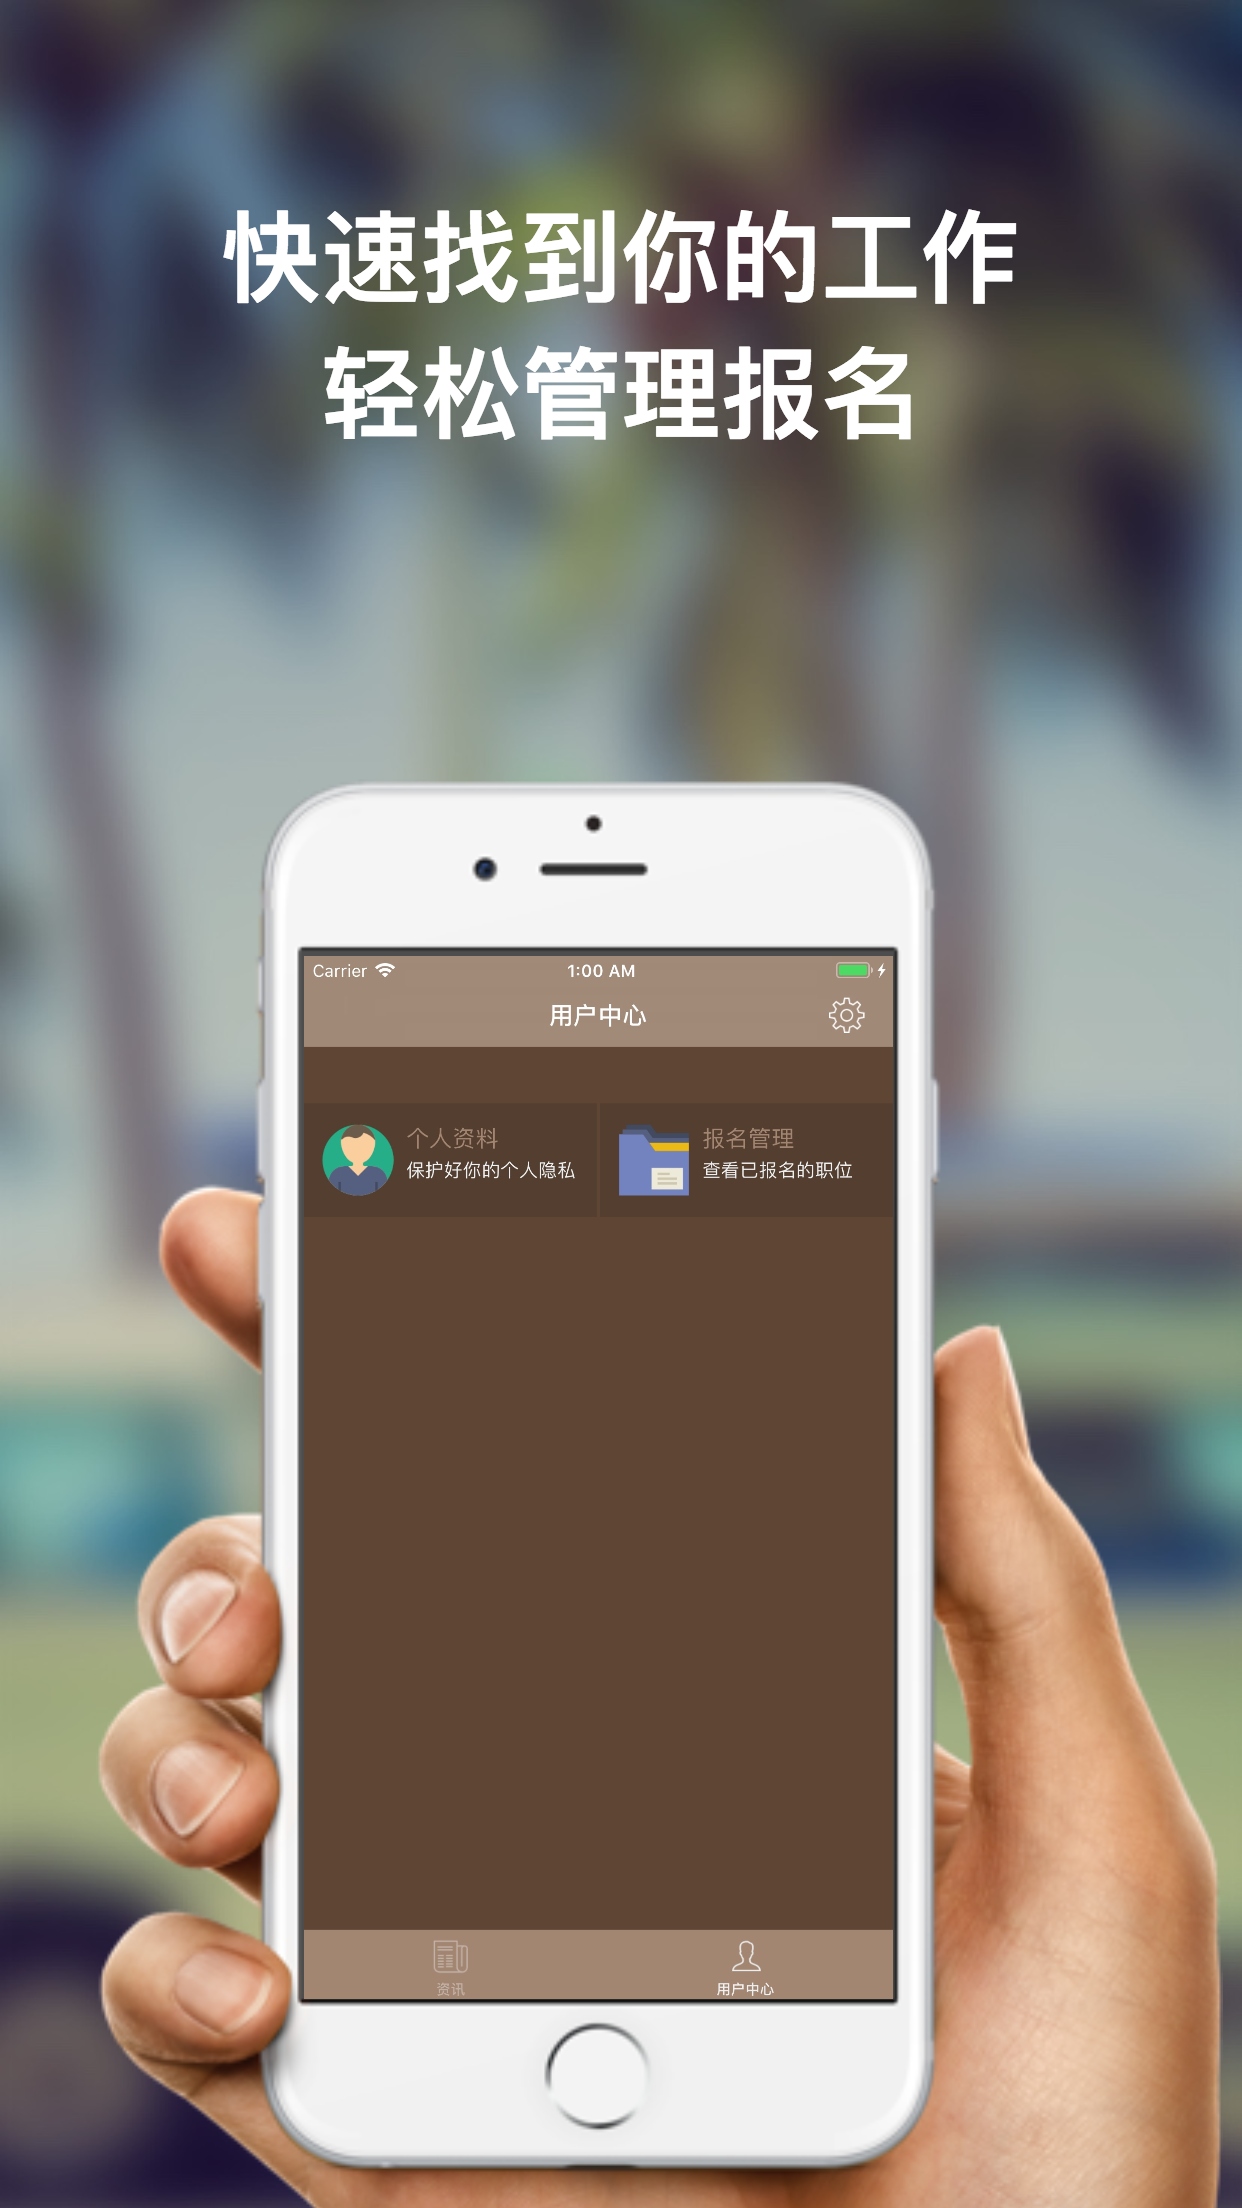 快速找到你的工作
轻松管理报名
Carrier 1:00 AM
用户中心
个人资料
保护好你的个人隐私
报名管理
查看已报名的职位
资讯
用户中心